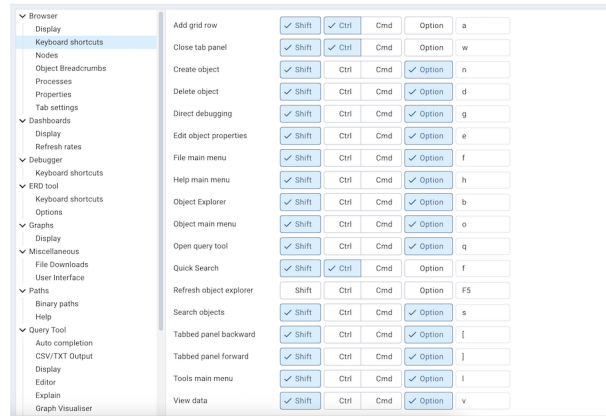 Browser
Display
Keyboard shortcuts
Nodes
Object Breadcrumbs
Processes
Properties
Tab settings
Dashboards
Display
Refresh rates
Debugger
Keyboard shortcuts
ERD tool
Keyboard shortcuts
Options
Graphs
Display
Miscellaneous
File Downloads
User Interface
Paths
Binary paths
Help
Query Tool
Auto completion
CSV/TXT Output
Display
Editor
Explain
Graph Visualiser
Add grid row Shift Ctrl Cmd Option a
Close tab panel Shift Ctrl Cmd Option w
Create object Shift Ctrl Cmd Option n
Delete object Shift Ctrl Cmd Option d
Direct debugging Shift Ctrl Cmd Option g
Edit object properties Shift Ctrl Cmd Option e
File main menu Shift Ctrl Cmd Option f
Help main menu Shift Ctrl Cmd Option h
Object Explorer Shift Ctrl Cmd Option b
Object main menu Shift Ctrl Cmd Option o
Open query tool Shift Ctrl Cmd Option q
Quick Search Shift Ctrl Cmd Option f
Refresh object explorer Shift Ctrl Cmd Option F5
Search objects Shift Ctrl Cmd Option s
Tabbed panel backward Shift Ctrl Cmd Option [
Tabbed panel forward Shift Ctrl Cmd Option ]
Tools main menu Shift Ctrl Cmd Option l
View data Shift Ctrl Cmd Option v